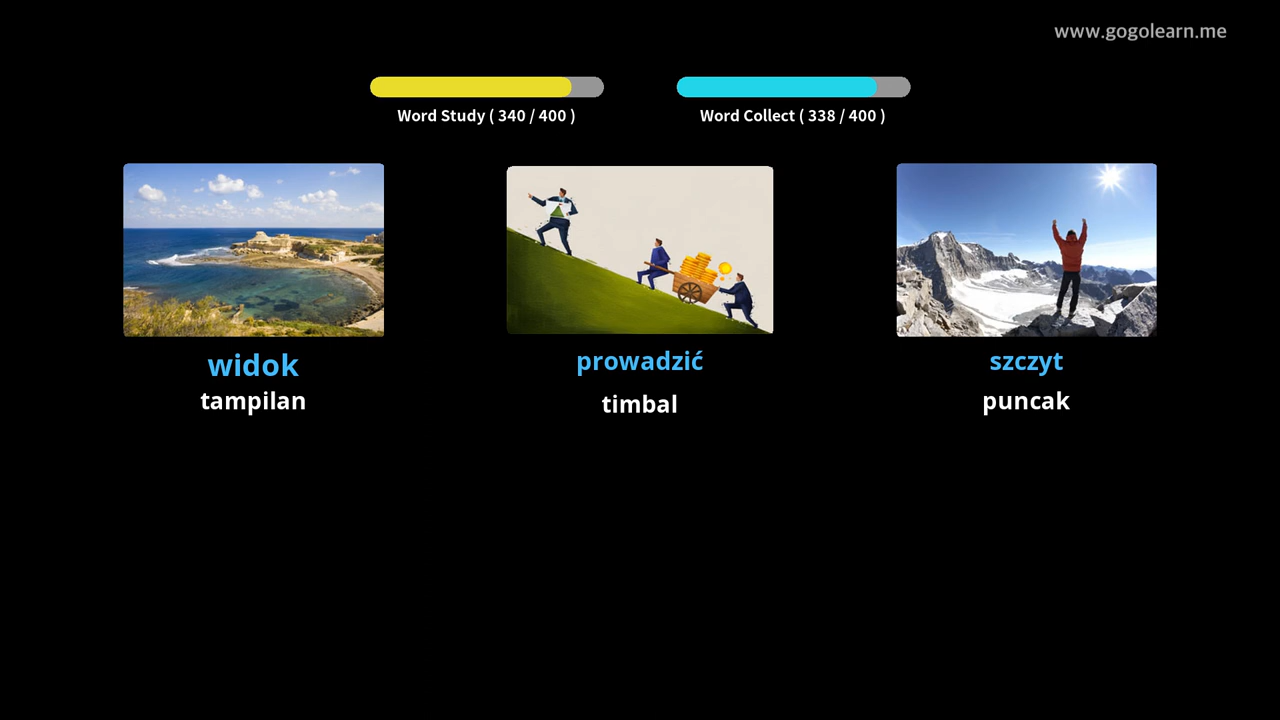 www.gogolearn.me
Word Study ( 340 / 400 )
Word Collect ( 338 / 400 )
widok
tampilan
prowadzić
timbal
szczyt
puncak